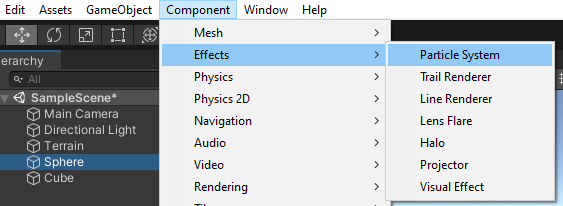 Edit Assets GameObject Component Window Help
erarchy
All
SampleScene*
Main Camera
Directional Light
Terrain
Sphere
Cube
Mesh
Effects
Physics
Physics 2D
Navigation
Audio
Video
Rendering
Particle System
Trail Renderer
Line Renderer
Lens Flare
Halo
Projector
Visual Effect